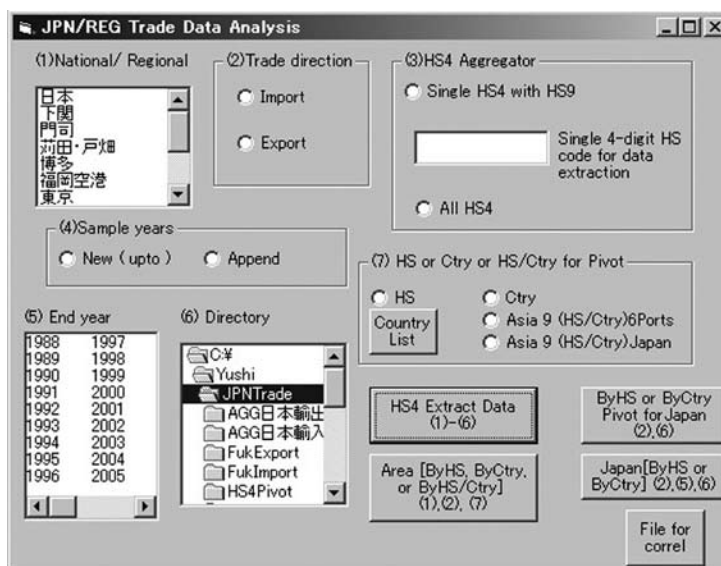 JPN/REG Trade Data Analysis
(1)National/ Regional
日本
下関
門司
苅田・戸畑
博多
福岡空港
東京
(2)Trade direction
Import
Export
(3)HS4 Aggregator
Single HS4 with HS9
Single 4-digit HS
code for data
extraction
All HS4
(4)Sample years
New ( upto )
Append
(7) HS or Ctry or HS/Ctry for Pivot
HS
Ctry
Country
List
Asia 9 (HS/Ctry)6Ports
Asia 9 (HS/Ctry)Japan
(5) End year
1988 1997
1989 1998
1990 1999
1991 2000
1992 2001
1993 2002
1994 2003
1995 2004
1996 2005
(6) Directory
C:¥
Yushi
JPNTrade
AGG日本輸出
AGG日本輸入
FukExport
FukImport
HS4Pivot
HS4 Extract Data
(1)-(6)
ByHS or ByCtry
Pivot for Japan
(2),(6)
Area [ByHS, ByCtry,
or ByHS/Ctry]
(1),(2), (7)
Japan[ByHS or
ByCtry] (2),(5),(6)
File for
correl